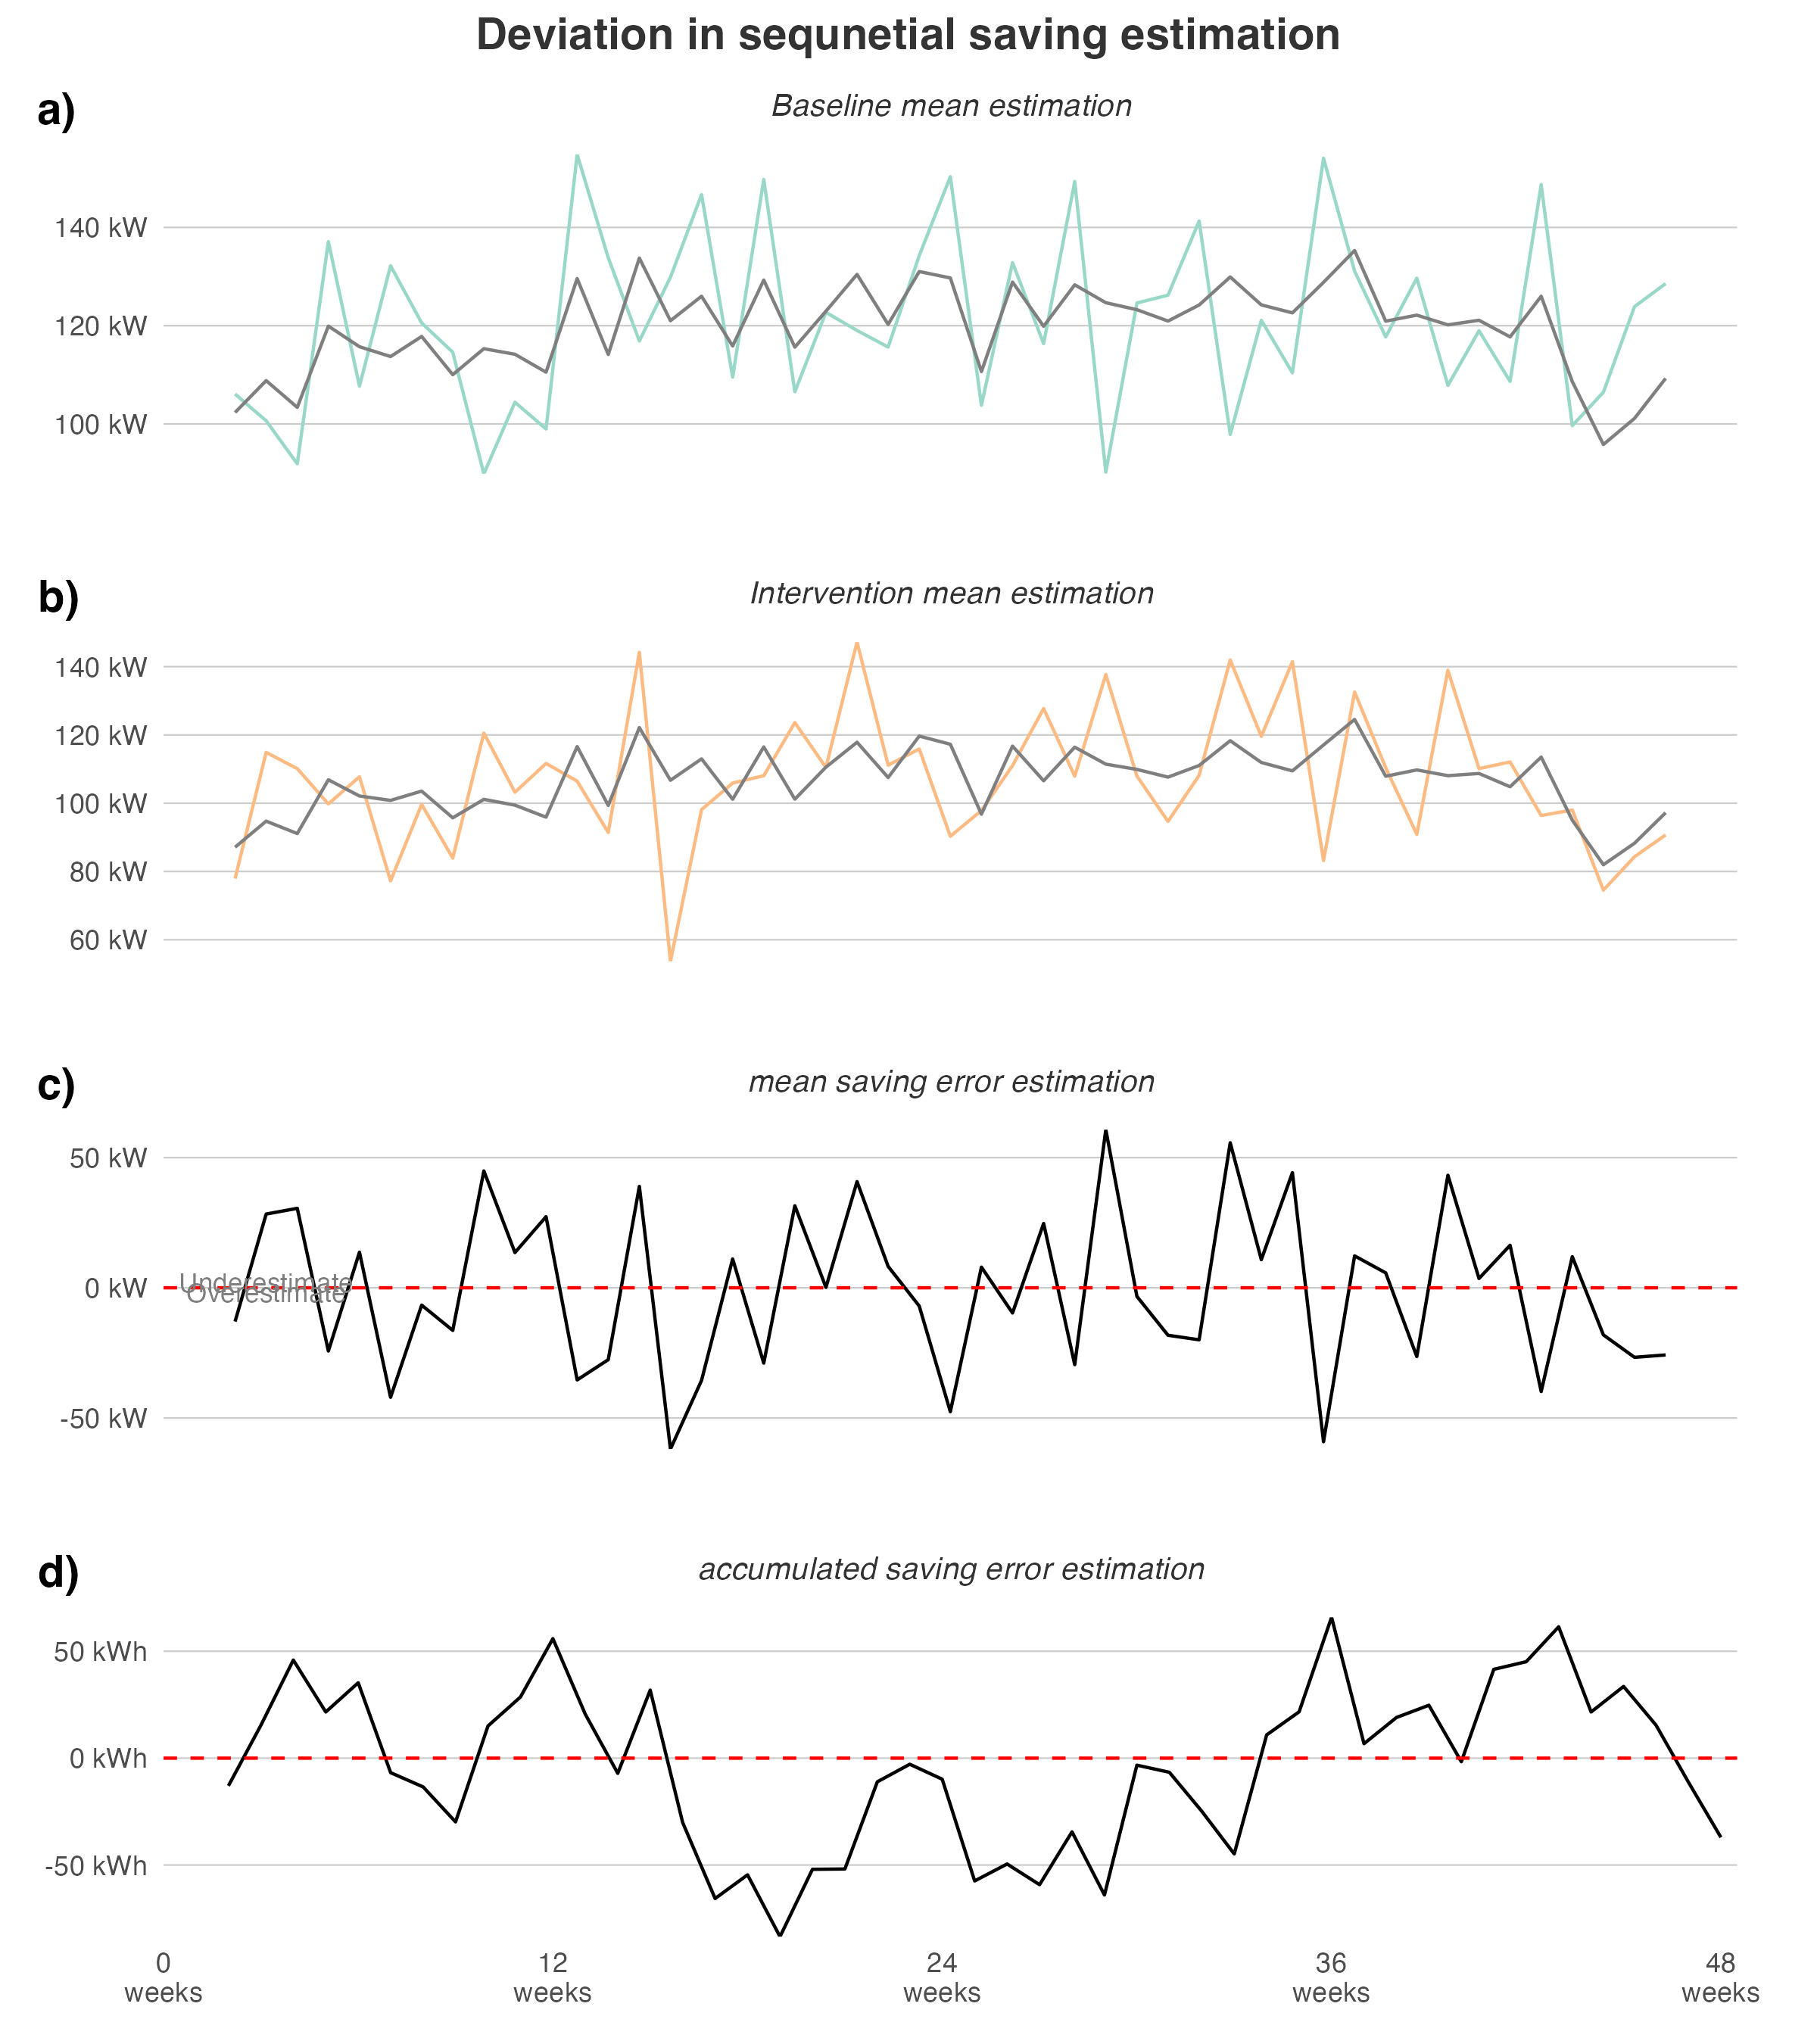 Deviation in sequnetial saving estimation
a)
Baseline mean estimation
140 kW
120 kW
100 kW
b)
Intervention mean estimation
140 kW
120 kW
100 kW
80 kW
60 kW
c)
mean saving error estimation
50 kW
Underestimate
0 kW
Overestimate
-50 kW
d)
accumulated saving error estimation
50 kWh
0 kWh
-50 kWh
0 12 24 36 48
weeks weeks weeks weeks weeks